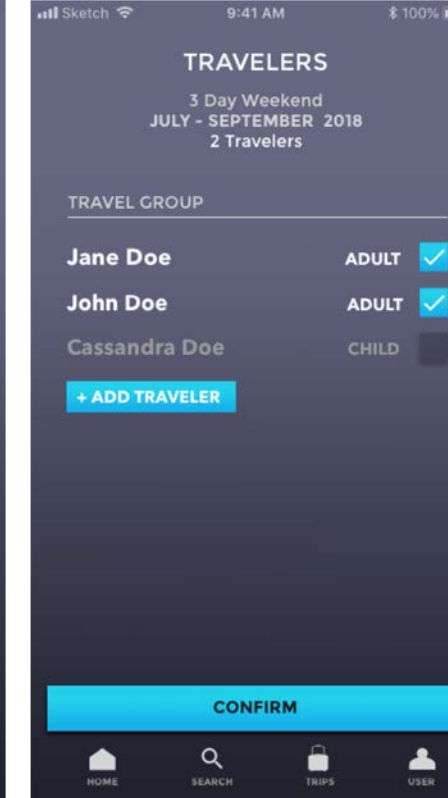 Sketch 9:41 AM 100%
TRAVELERS
3 Day Weekend
JULY - SEPTEMBER 2018
2 Travelers
TRAVEL GROUP
Jane Doe ADULT
John Doe ADULT
Cassandra Doe CHILD
+ ADD TRAVELER
CONFIRM
HOME SEARCH TRIPS USER